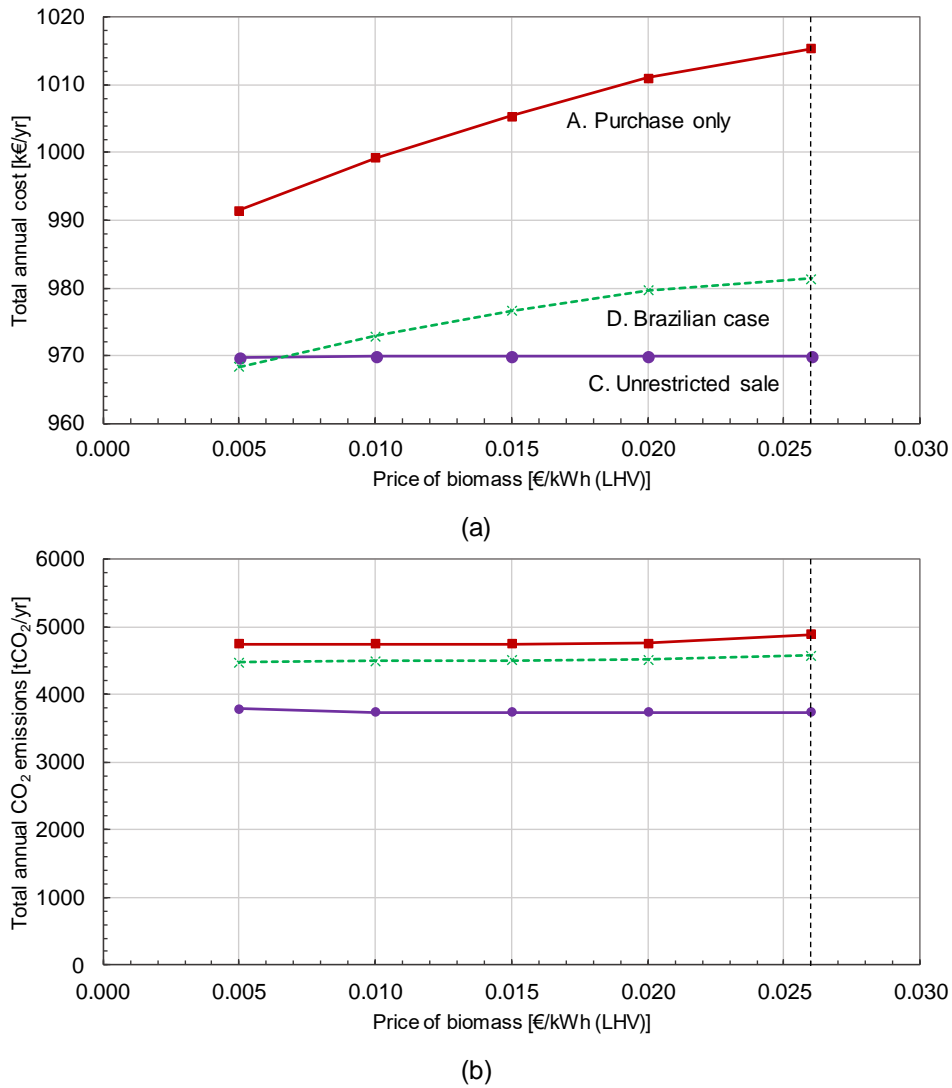 1020
1010
1000
990
980
970
960
Total annual cost [k€/yr]
A. Purchase only
D. Brazilian case
C. Unrestricted sale
0.000 0.005 0.010 0.015 0.020 0.025 0.030
Price of biomass [€/kWh (LHV)]
(a)
6000
5000
4000
3000
2000
1000
0
Total annual CO₂ emissions [tCO₂/yr]
0.000 0.005 0.010 0.015 0.020 0.025 0.030
Price of biomass [€/kWh (LHV)]
(b)